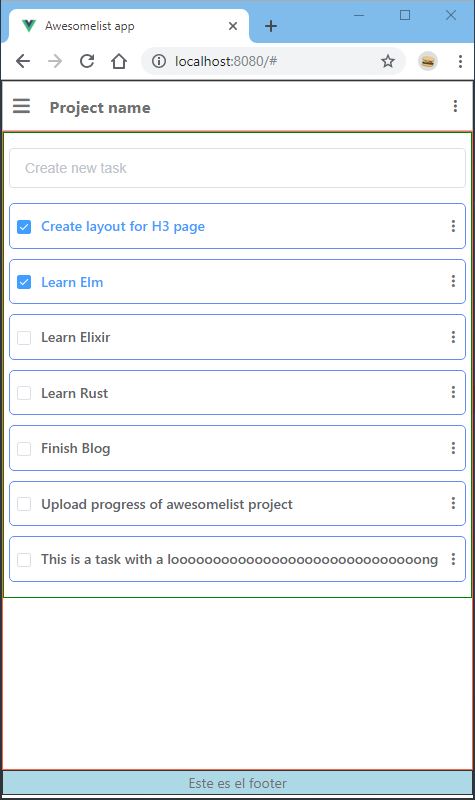 Awesomelist app
localhost:8080/#
Project name
Create new task
Create layout for H3 page
Learn Elm
Learn Elixir
Learn Rust
Finish Blog
Upload progress of awesomelist project
This is a task with a looooooooooooooooooooooooooooooong
Este es el footer